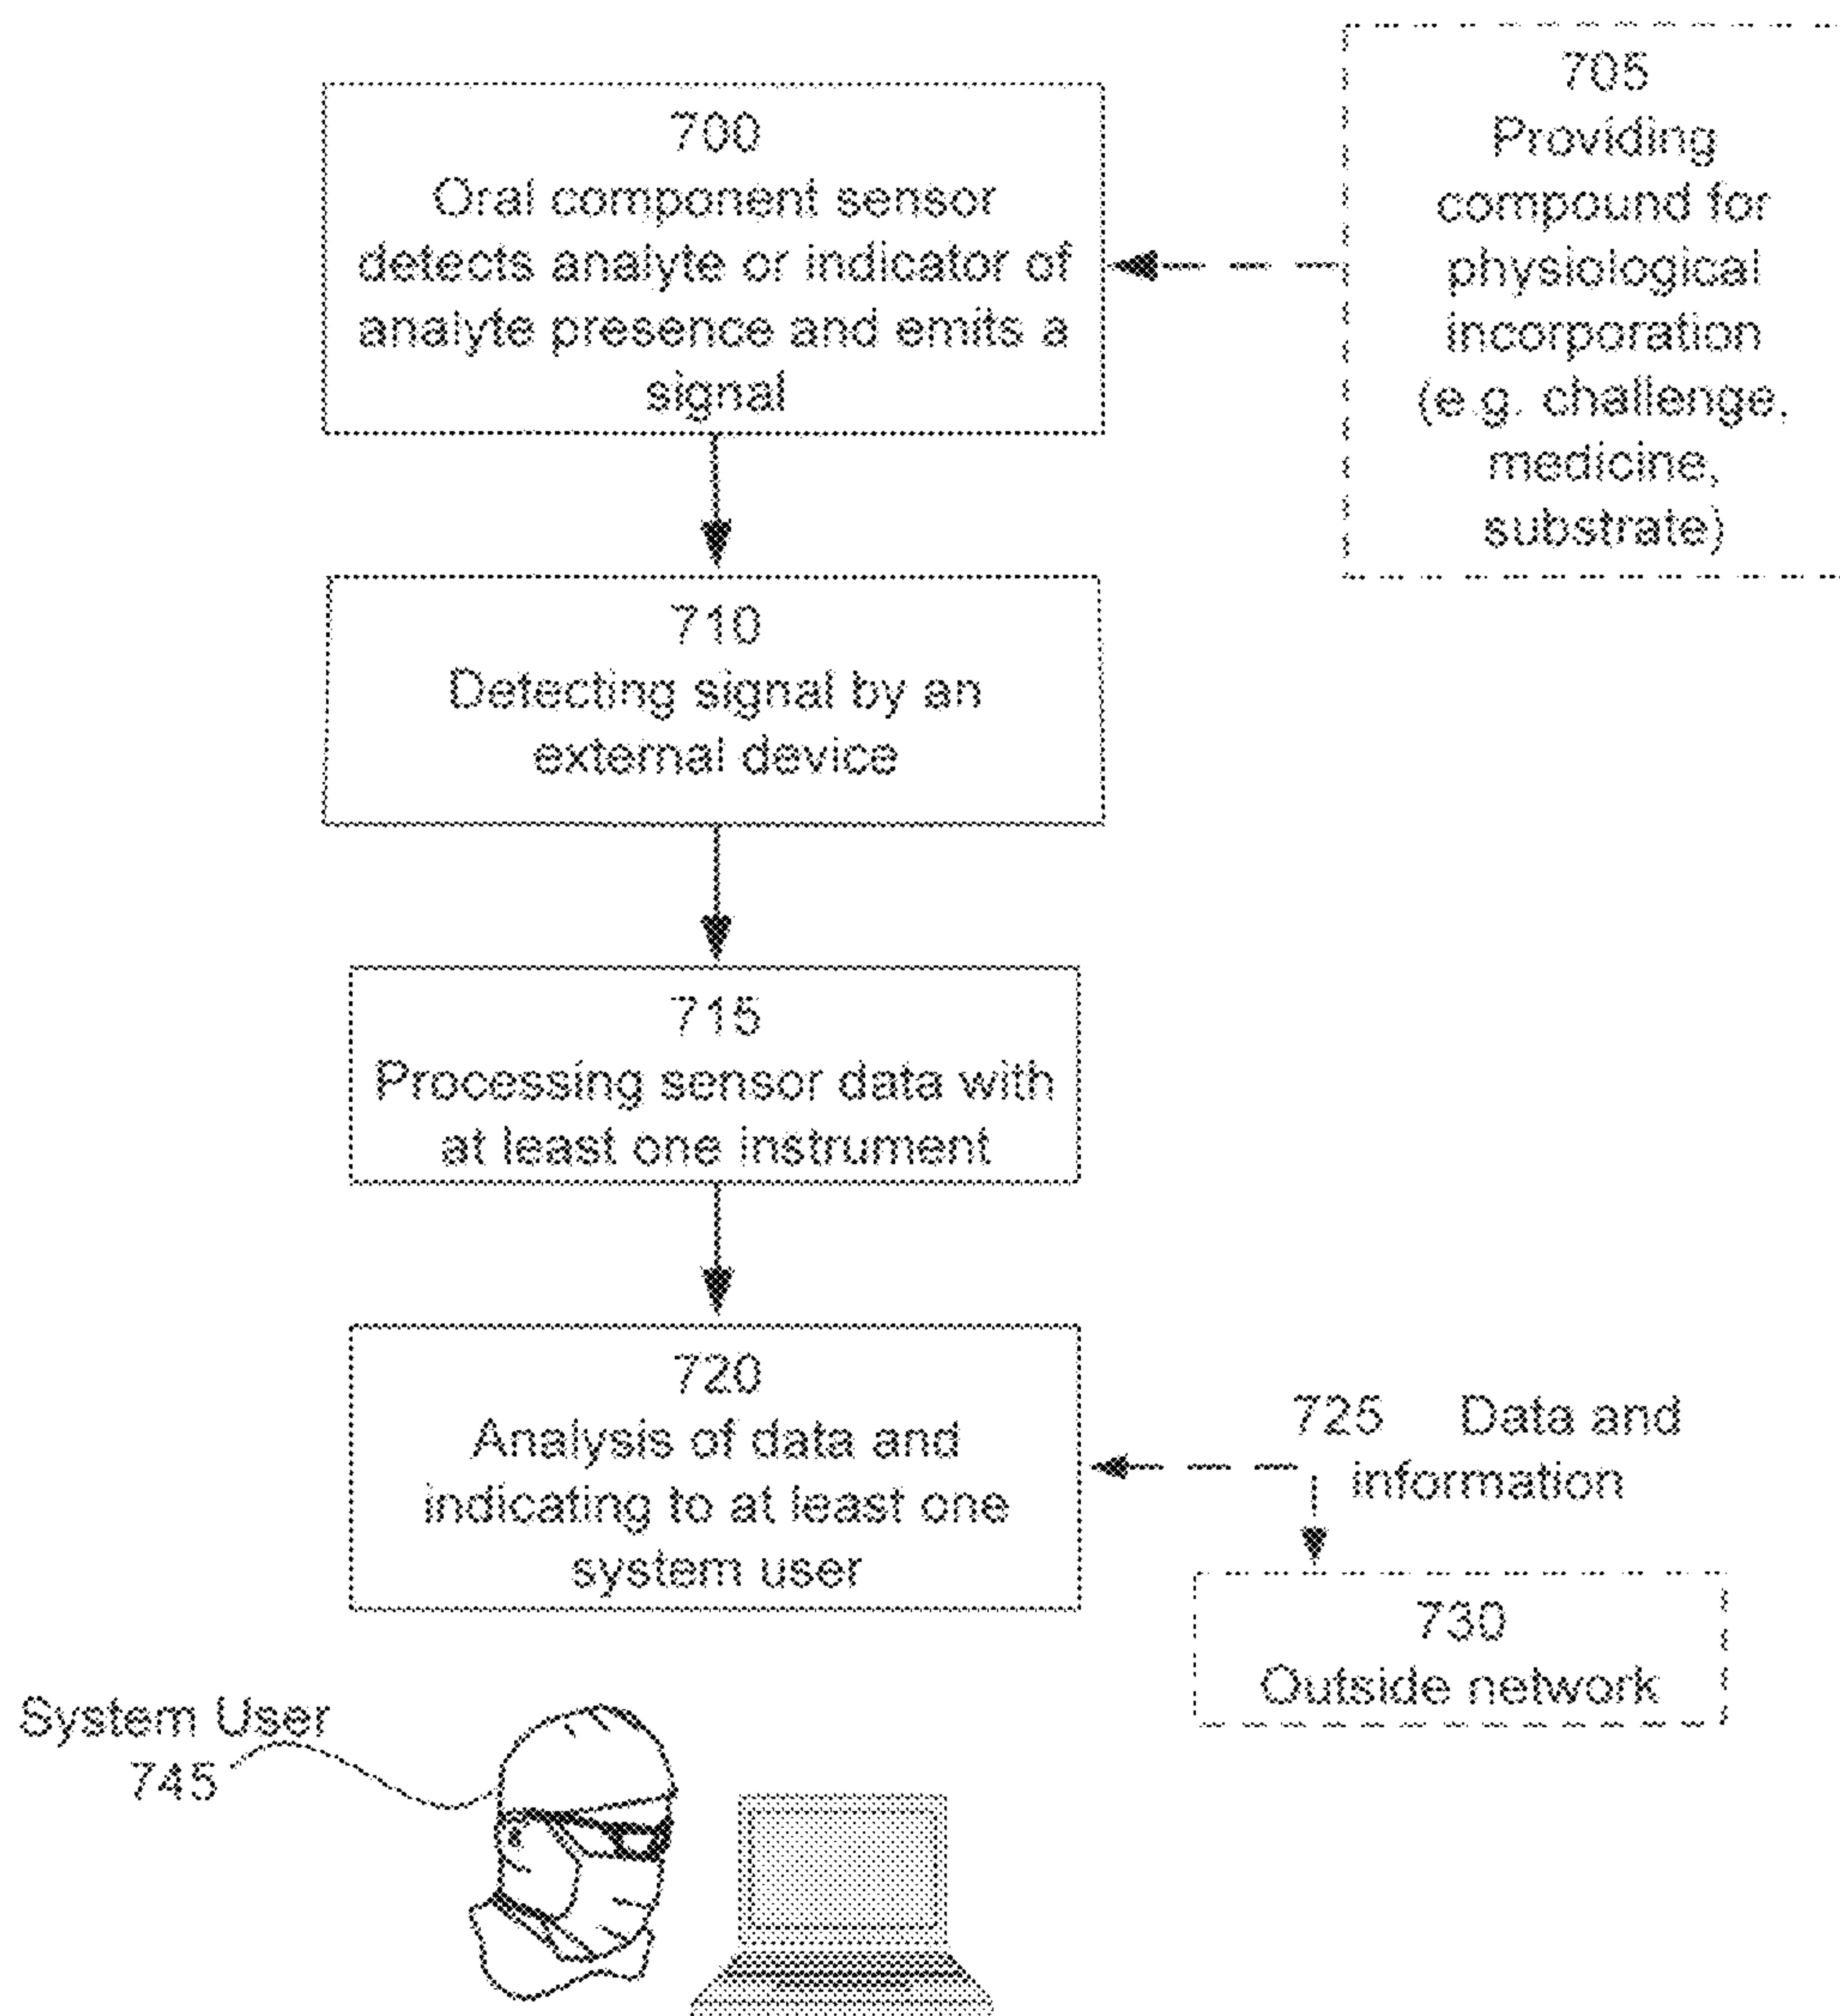 700
Oral component sensor
detects analyte or indicator of
analyte presence and emits a
signal
705
Providing
compound for
physiological
incorporation
(e.g. challenge,
medicine,
substrate)
710
Detecting signal by an
external device
715
Processing sensor data with
at least one instrument
720
Analysis of data and
indicating to at least one
system user
725 Data and
information
730
Outside network
System User
745